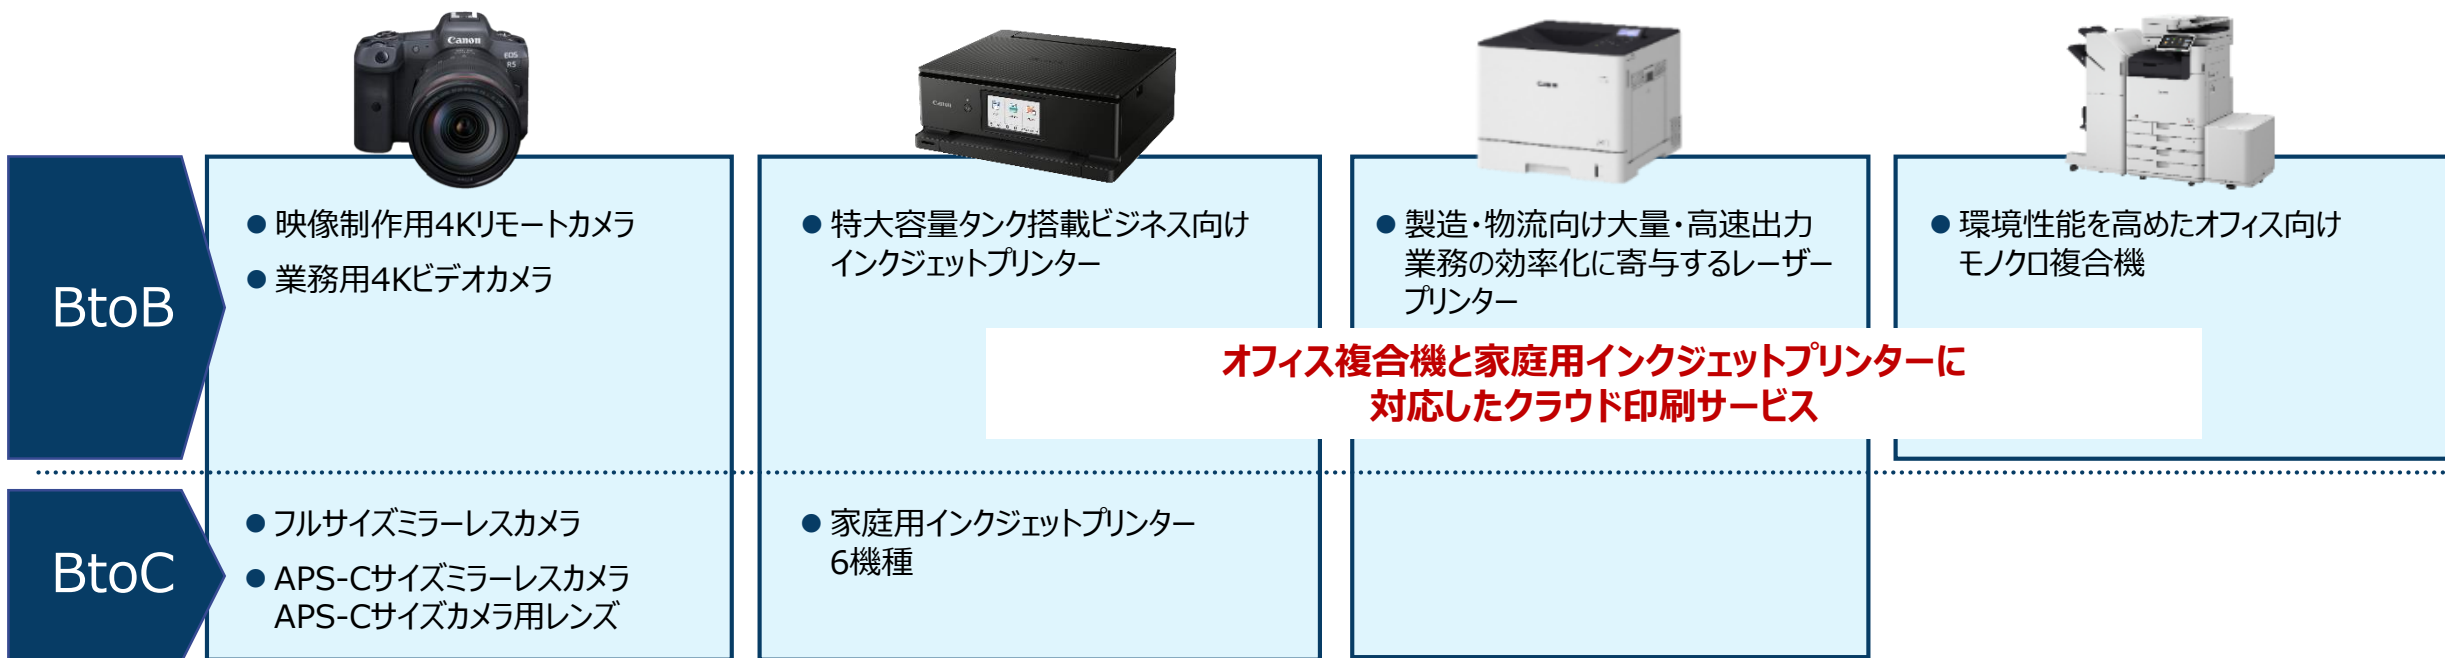 Canon
EOS
R5
Canon
Canon
BtoB
● 映像制作用4Kリモートカメラ
● 業務用4Kビデオカメラ
● 特大容量タンク搭載ビジネス向け
インクジェットプリンター
● 製造・物流向け大量・高速出力
業務の効率化に寄与するレーザー
プリンター
● 環境性能を高めたオフィス向け
モノクロ複合機
オフィス複合機と家庭用インクジェットプリンターに
対応したクラウド印刷サービス
BtoC
● フルサイズミラーレスカメラ
● APS-Cサイズミラーレスカメラ
APS-Cサイズカメラ用レンズ
● 家庭用インクジェットプリンター
6機種